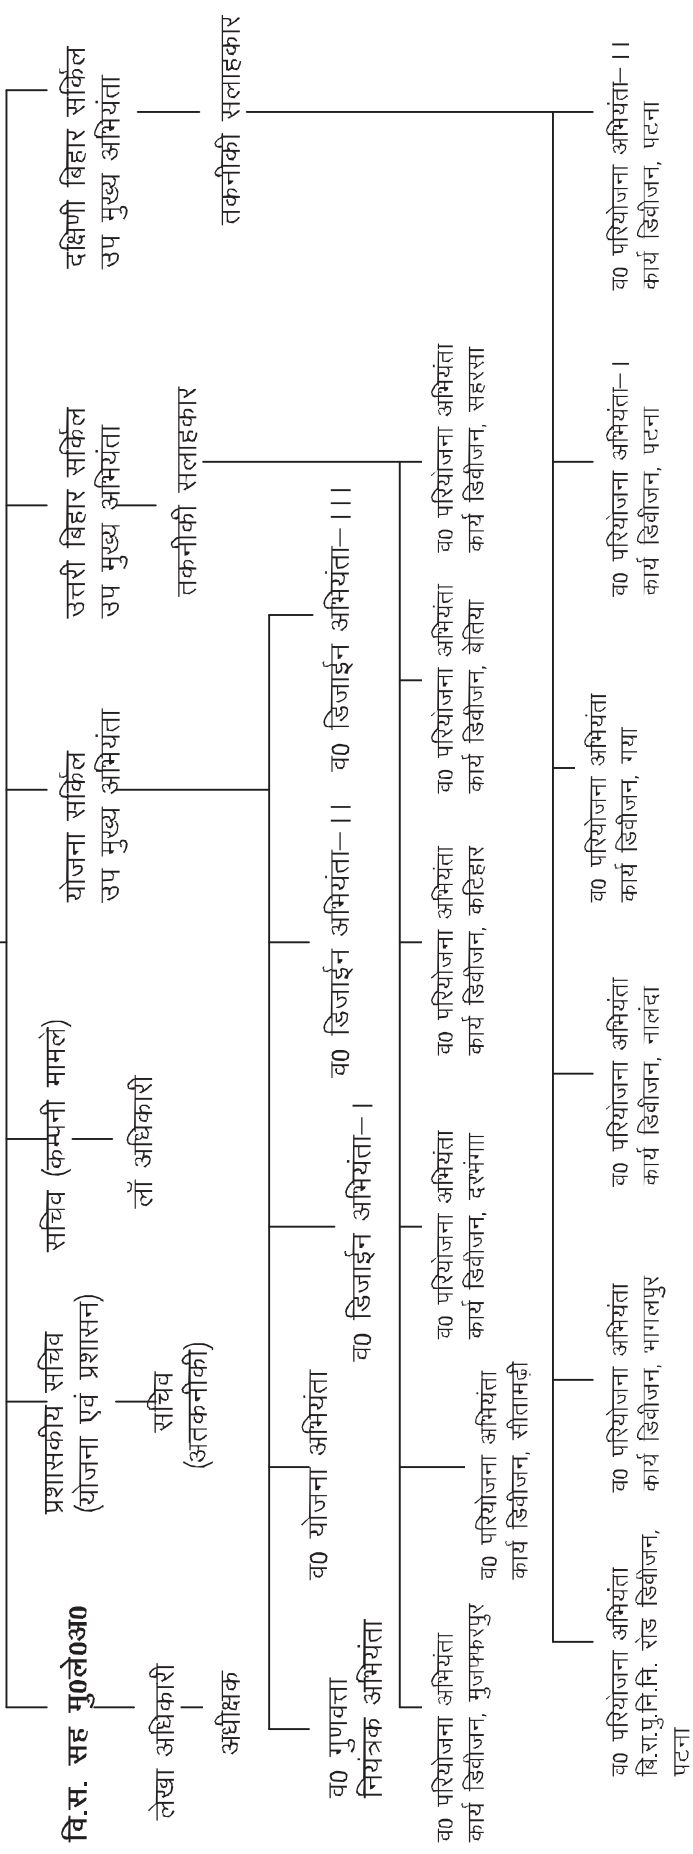 वि.स. सह मु0ले0अ0
लेखा अधिकारी
अधीक्षक
प्रशासकीय सचिव
(योजना एवं प्रशासन)
सचिव
(अतकनीकी)
सचिव (कम्पनी मामले)
लॉ अधिकारी
योजना सर्किल
उप मुख्य अभियंता
उत्तरी बिहार सर्किल
उप मुख्य अभियंता
तकनीकी सलाहकार
दक्षिणी बिहार सर्किल
उप मुख्य अभियंता
तकनीकी सलाहकार
व0 गुणवत्ता
नियंत्रक अभियंता
व0 योजना अभियंता
व0 डिजाईन अभियंता– I
व0 डिजाईन अभियंता– II
व0 डिजाईन अभियंता– III
व0 परियोजना अभियंता
कार्य डिवीजन, मुजफ्फरपुर
व0 परियोजना अभियंता
कार्य डिवीजन, सीतामढ़ी
व0 परियोजना अभियंता
कार्य डिवीजन, दरभंगा
व0 परियोजना अभियंता
कार्य डिवीजन, कटिहार
व0 परियोजना अभियंता
कार्य डिवीजन, बेतिया
व0 परियोजना अभियंता
कार्य डिवीजन, सहरसा
व0 परियोजना अभियंता
बि.रा.पु.नि.नि. रोड डिवीजन,
पटना
व0 परियोजना अभियंता
कार्य डिवीजन, भागलपुर
व0 परियोजना अभियंता
कार्य डिवीजन, नालंदा
व0 परियोजना अभियंता
कार्य डिवीजन, गया
व0 परियोजना अभियंता– I
कार्य डिवीजन, पटना
व0 परियोजना अभियंता– II
कार्य डिवीजन, पटना